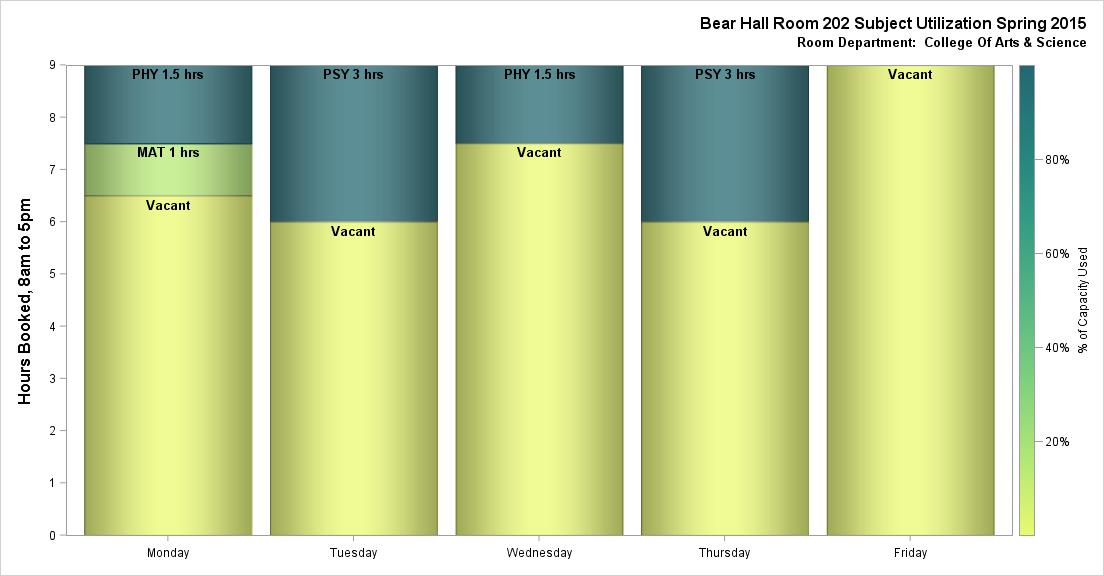 Bear Hall Room 202 Subject Utilization Spring 2015
Room Department:  College Of Arts & Science
Hours Booked, 8am to 5pm
9
8
7
6
5
4
3
2
1
0
PHY 1.5 hrs
MAT 1 hrs
Vacant
PSY 3 hrs
Vacant
PHY 1.5 hrs
Vacant
PSY 3 hrs
Vacant
Vacant
Monday
Tuesday
Wednesday
Thursday
Friday
80%
60%
40%
20%
% of Capacity Used